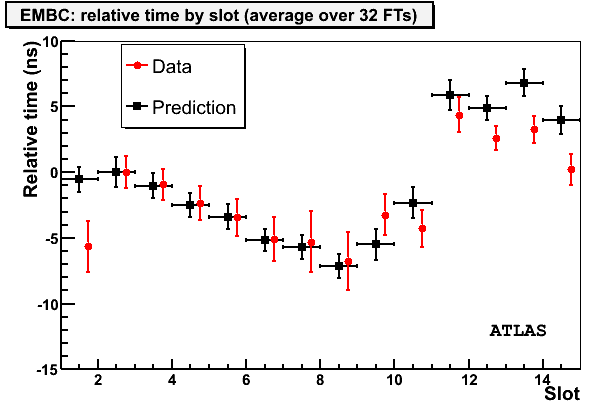 EMBC: relative time by slot (average over 32 FTs)
Relative time (ns)
10
5
0
-5
-10
-15
Data
Prediction
ATLAS
2 4 6 8 10 12 14
Slot